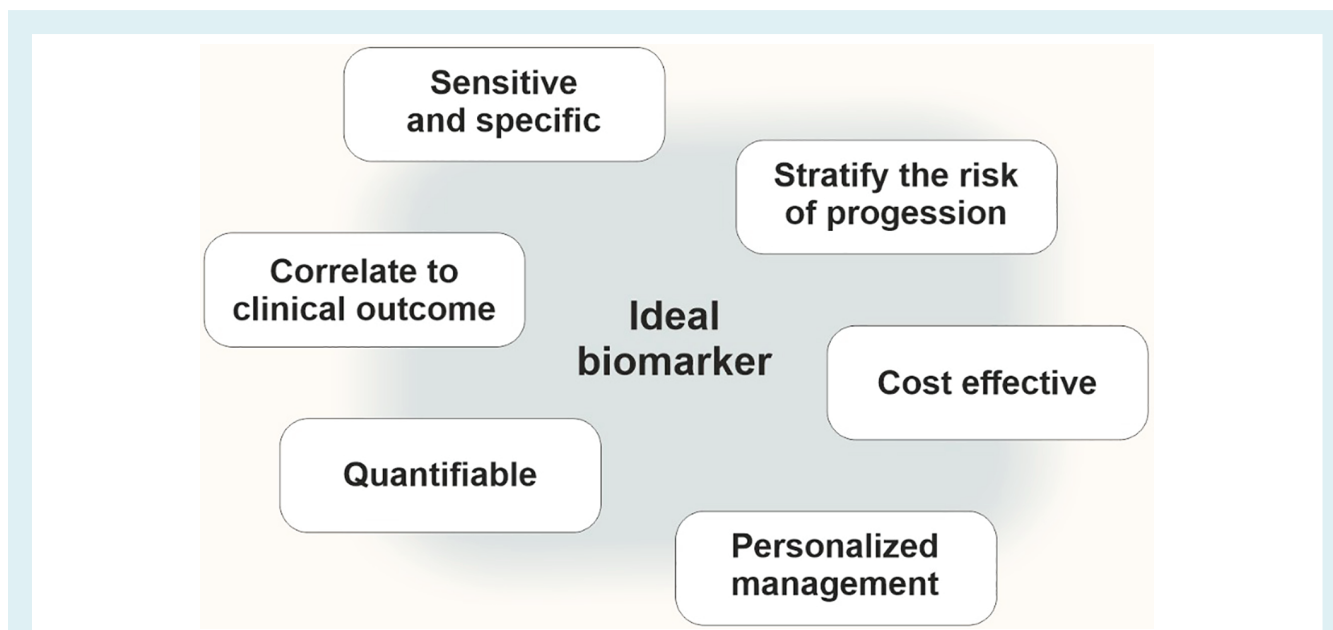 Sensitive
and specific
Stratify the risk
of progession
Correlate to
clinical outcome
Ideal
biomarker
Cost effective
Quantifiable
Personalized
management